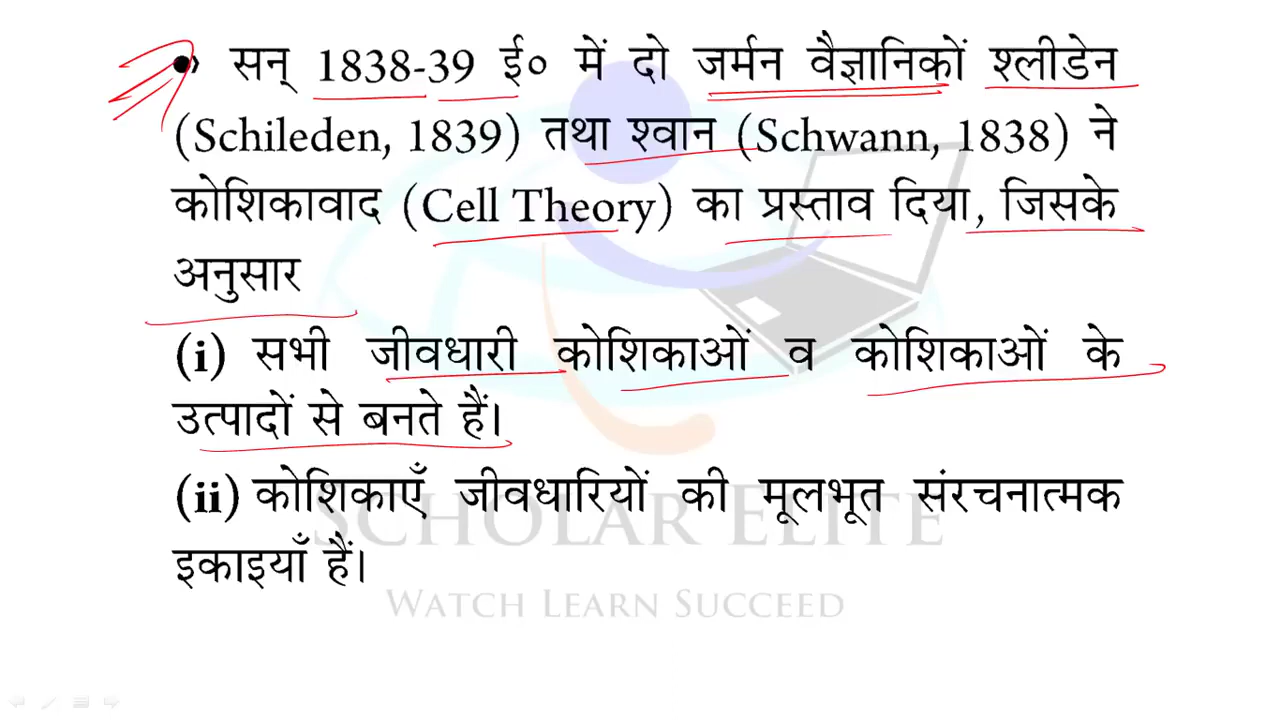 • सन् 1838-39 ई० में दो जर्मन वैज्ञानिकों श्लीडेन
(Schileden, 1839) तथा श्वान (Schwann, 1838) ने
कोशिकावाद (Cell Theory) का प्रस्ताव दिया, जिसके
अनुसार
(i) सभी जीवधारी कोशिकाओं व कोशिकाओं के
उत्पादों से बनते हैं।
(ii) कोशिकाएँ जीवधारियों की मूलभूत संरचनात्मक
SCHOLAR ELITE
इकाइयाँ हैं।
WATCH LEARN SUCCEED